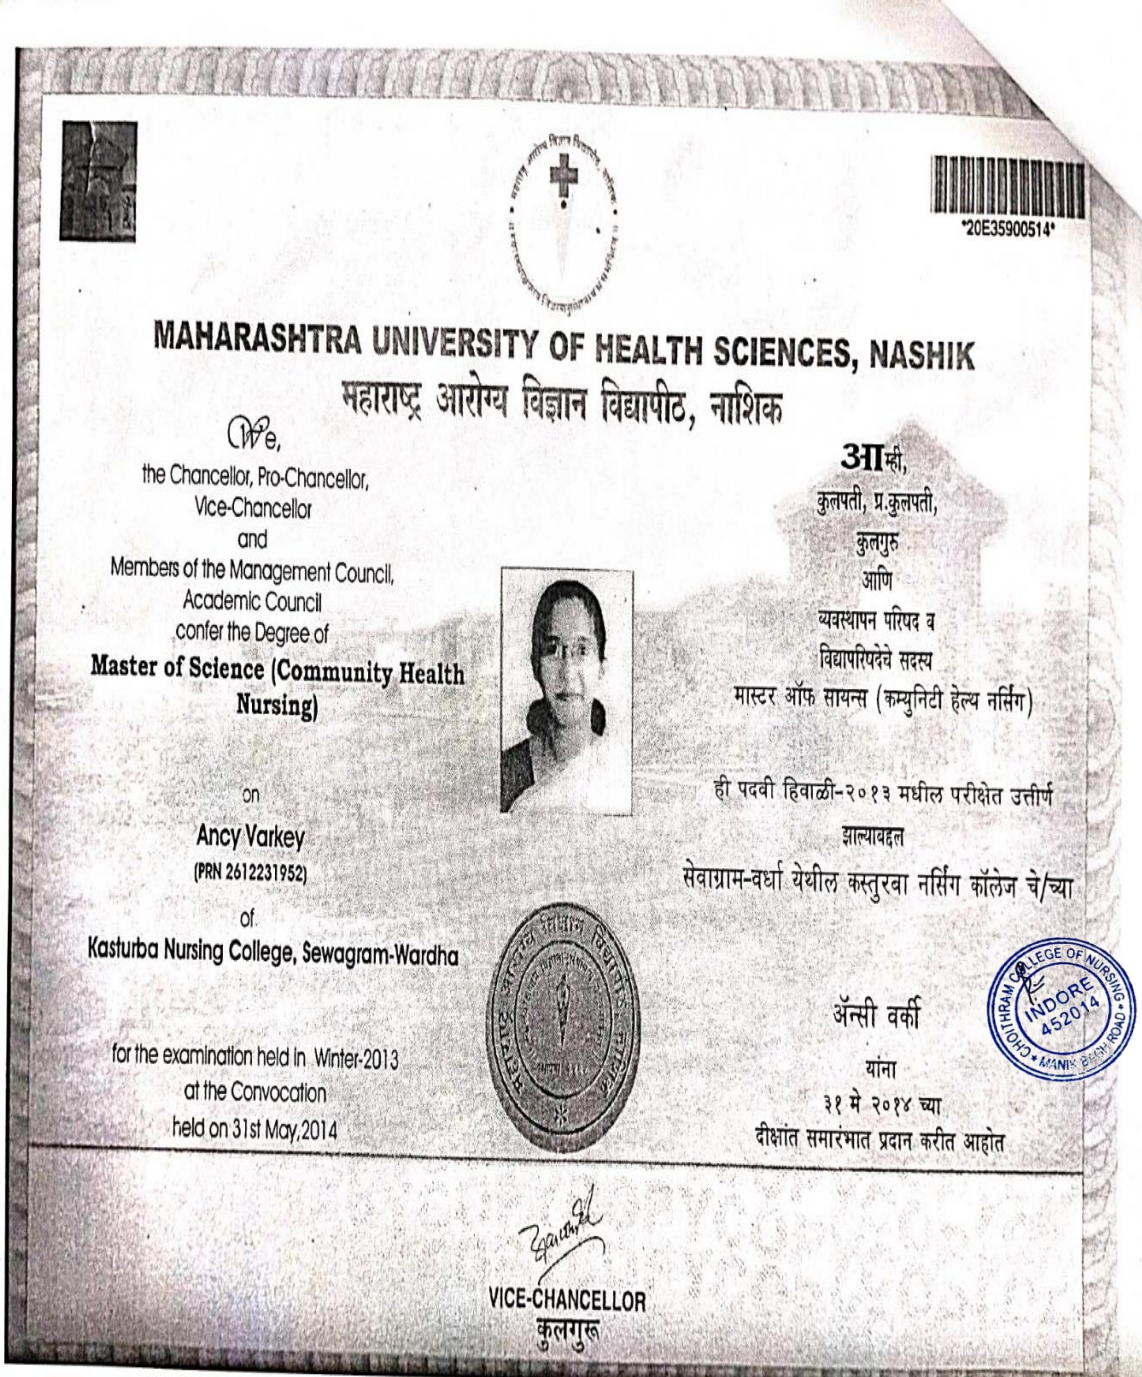 *20E35900514*
MAHARASHTRA UNIVERSITY OF HEALTH SCIENCES, NASHIK
महाराष्ट्र आरोग्य विज्ञान विद्यापीठ, नाशिक
We,
the Chancellor, Pro-Chancellor,
Vice-Chancellor
and
Members of the Management Council,
Academic Council
confer the Degree of
Master of Science (Community Health
Nursing)
on
Ancy Varkey
(PRN 2612231952)
of
Kasturba Nursing College, Sewagram-Wardha
for the examination held in Winter-2013
at the Convocation
held on 31st May,2014
आम्ही,
कुलपती, प्र.कुलपती,
कुलगुरु
आणि
व्यवस्थापन परिषद व
विद्यापरिषदेचे सदस्य
मास्टर ऑफ सायन्स (कम्युनिटी हेल्थ नर्सिंग)
ही पदवी हिवाळी-२०१३ मधील परीक्षेत उत्तीर्ण
झाल्याबद्दल
सेवाग्राम-वर्धा येथील कस्तुरबा नर्सिंग कॉलेज चे/च्या
ॲन्सी वर्की
यांना
३१ मे २०१४ च्या
दीक्षांत समारंभात प्रदान करीत आहोत
CHOITHRAM COLLEGE OF NURSING
INDORE
452014
MANIK BAGH ROAD
VICE-CHANCELLOR
कुलगुरू